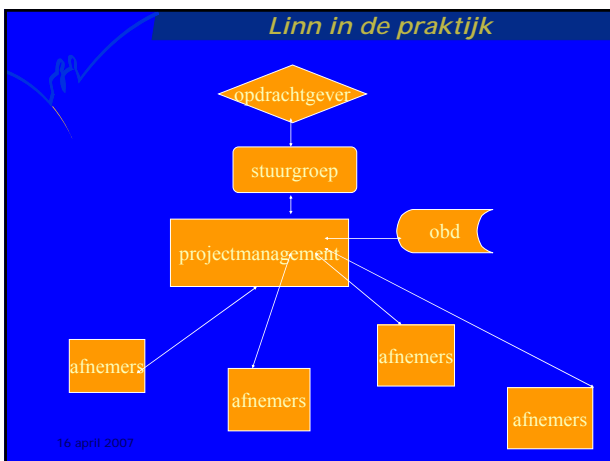 Linn in de praktijk
opdrachtgever
stuurgroep
obd
projectmanagement
afnemers
afnemers
afnemers
afnemers
16 april 2007